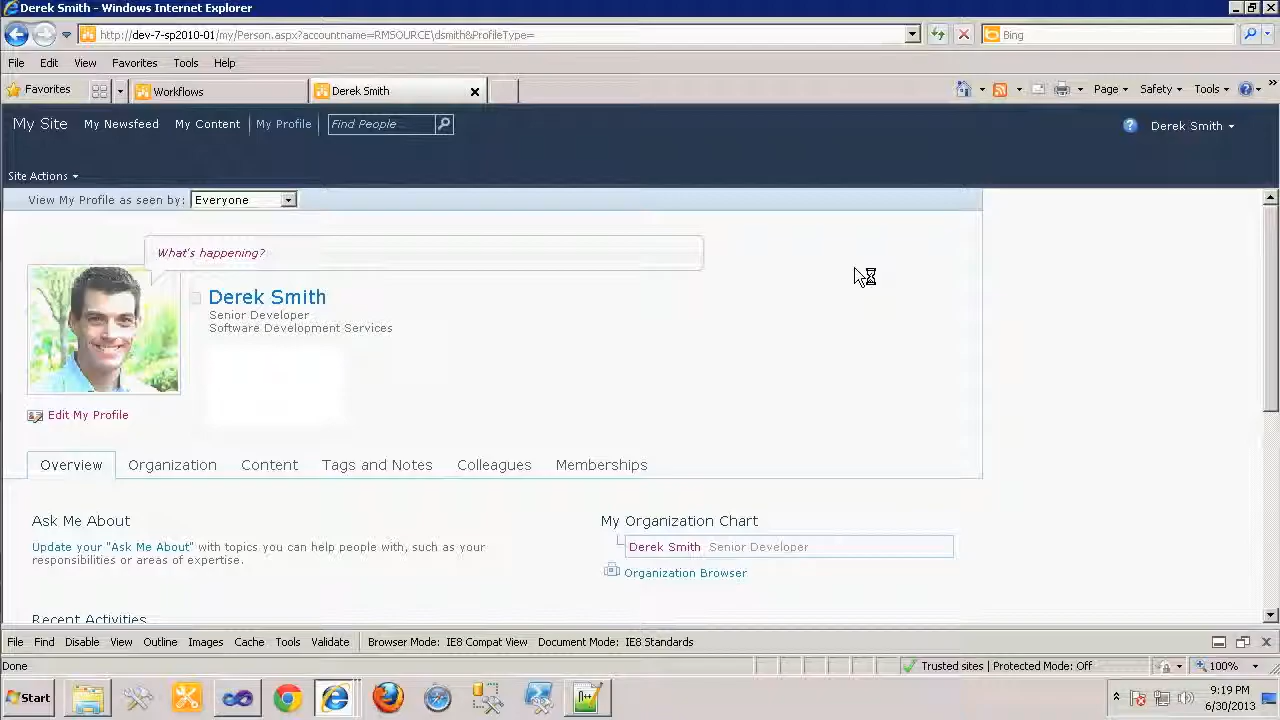 Derek Smith - Windows Internet Explorer
http://dev-7-sp2010-01/my/Person.aspx?accountname=RMSOURCE\dsmith&ProfileType=
Bing
File Edit View Favorites Tools Help
Favorites
Workflows
Derek Smith
Page
Safety
Tools
My Site My Newsfeed My Content My Profile Find People... Derek Smith
Site Actions
View My Profile as seen by: Everyone
What's happening?
Derek Smith
Senior Developer
Software Development Services
Edit My Profile
Overview Organization Content Tags and Notes Colleagues Memberships
Ask Me About
Update your "Ask Me About" with topics you can help people with, such as your
responsibilities or areas of expertise.
My Organization Chart
Derek Smith Senior Developer
Organization Browser
Recent Activities
File Find Disable View Outline Images Cache Tools Validate Browser Mode: IE8 Compat View Document Mode: IE8 Standards
Done Trusted sites | Protected Mode: Off 100%
Start
9:19 PM
6/30/2013